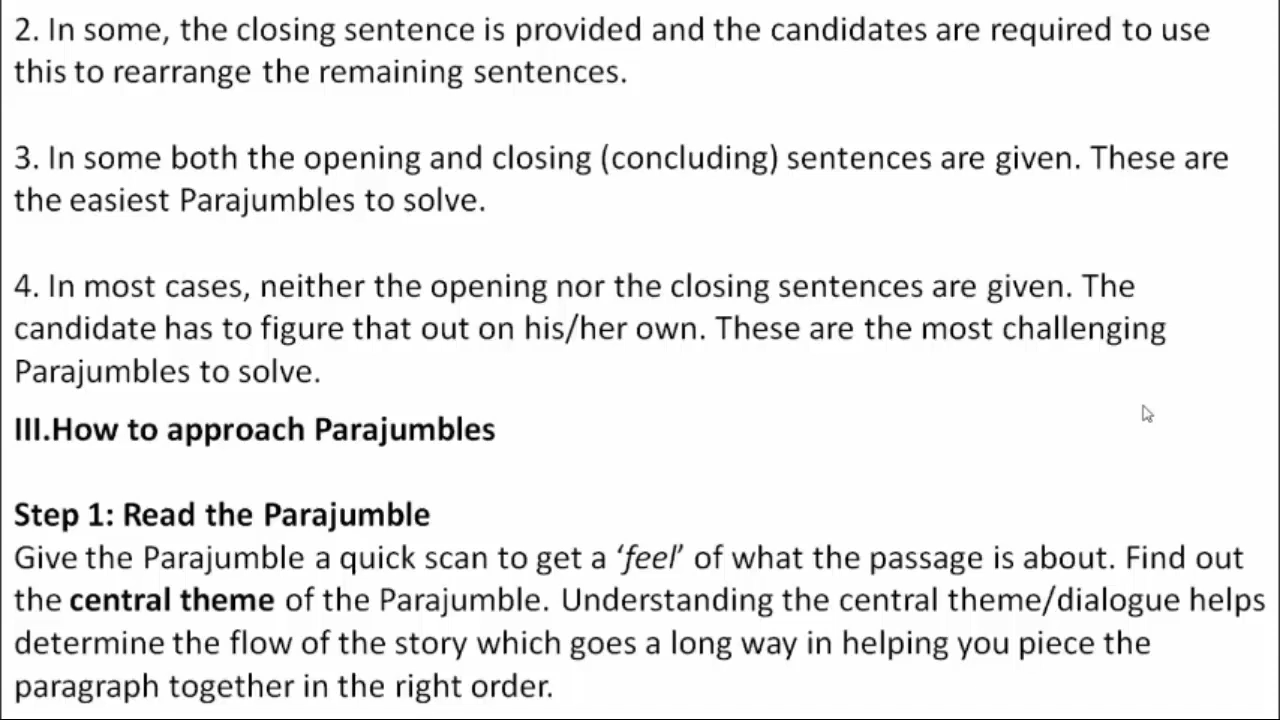 2. In some, the closing sentence is provided and the candidates are required to use
this to rearrange the remaining sentences.
3. In some both the opening and closing (concluding) sentences are given. These are
the easiest Parajumbles to solve.
4. In most cases, neither the opening nor the closing sentences are given. The
candidate has to figure that out on his/her own. These are the most challenging
Parajumbles to solve.
III.How to approach Parajumbles
Step 1: Read the Parajumble
Give the Parajumble a quick scan to get a ‘feel’ of what the passage is about. Find out
the central theme of the Parajumble. Understanding the central theme/dialogue helps
determine the flow of the story which goes a long way in helping you piece the
paragraph together in the right order.